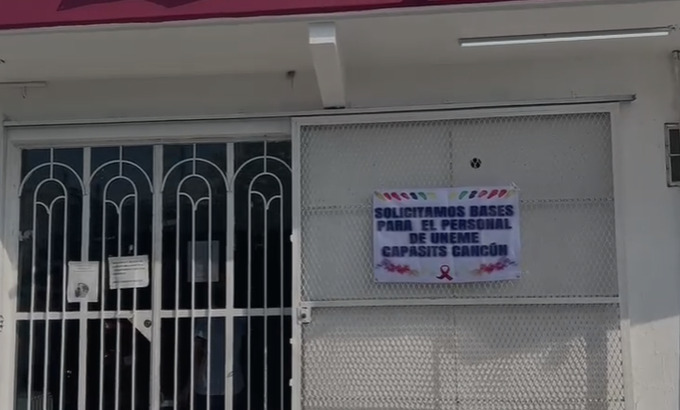 SOLICITAMOS BASES
PARA EL PERSONAL
DE UNEME
CAPASITS CANCÚN